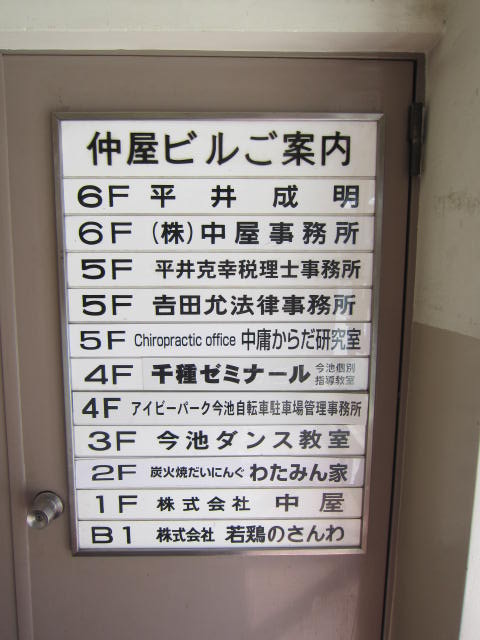 仲屋ビルご案内
6F 平井成明
6F (株)中屋事務所
5F 平井克幸税理士事務所
5F 𠮷田尤法律事務所
5F Chiropractic office 中庸からだ研究室
4F 千種ゼミナール 今池個別指導教室
4F アイビーパーク今池自転車駐車場管理事務所
3F 今池ダンス教室
2F 炭火焼だいにんぐ わたみん家
1F 株式会社 中屋
B1 株式会社 若鶏のさんわ